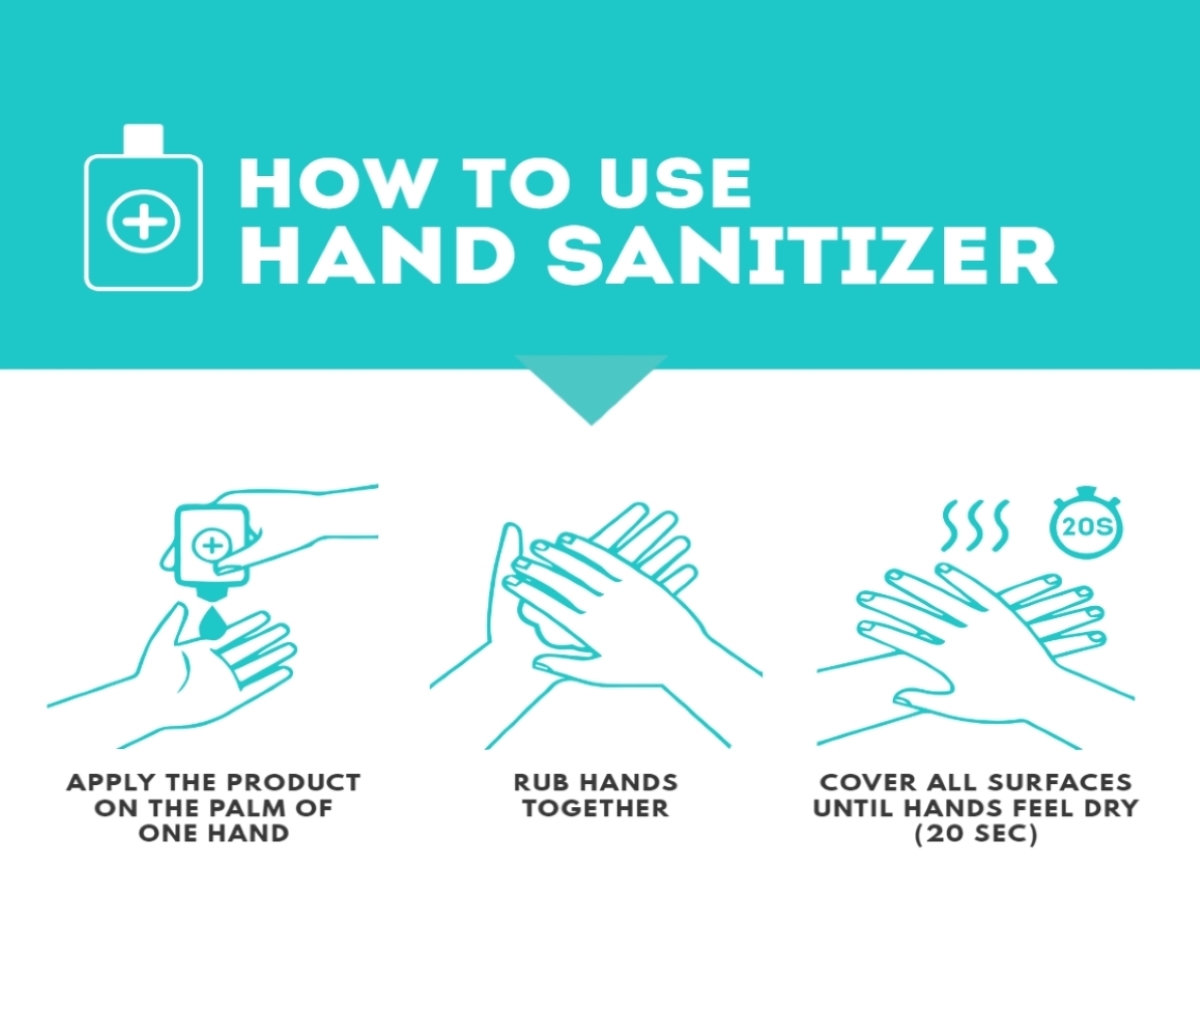 HOW TO USE
HAND SANITIZER
20S
APPLY THE PRODUCT
ON THE PALM OF
ONE HAND
RUB HANDS
TOGETHER
COVER ALL SURFACES
UNTIL HANDS FEEL DRY
(20 SEC)